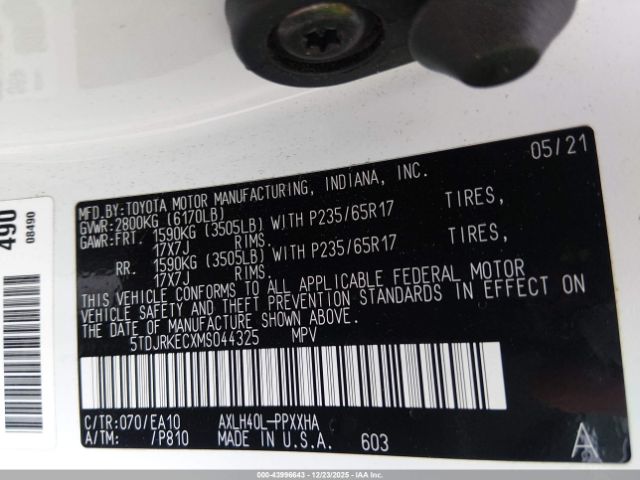 490
08490
05/21
MFD.BY:TOYOTA MOTOR MANUFACTURING, INDIANA, INC.
GVWR:2800KG (6170LB)
GAWR:FRT. 1590KG (3505LB) WITH P235/65R17 TIRES,
17X7J RIMS.
RR. 1590KG (3505LB) WITH P235/65R17 TIRES,
17X7J RIMS.
THIS VEHICLE CONFORMS TO ALL APPLICABLE FEDERAL MOTOR
VEHICLE SAFETY AND THEFT PREVENTION STANDARDS IN EFFECT ON
THE DATE OF MANUFACTURE SHOWN ABOVE.
5TDJRKECXMS044325 MPV
C/TR:070/EA10 AXLH40L-PPXXHA
A/TM: /P810 MADE IN U.S.A. 603 A
000-43996643 - 12/23/2025 - IAAI